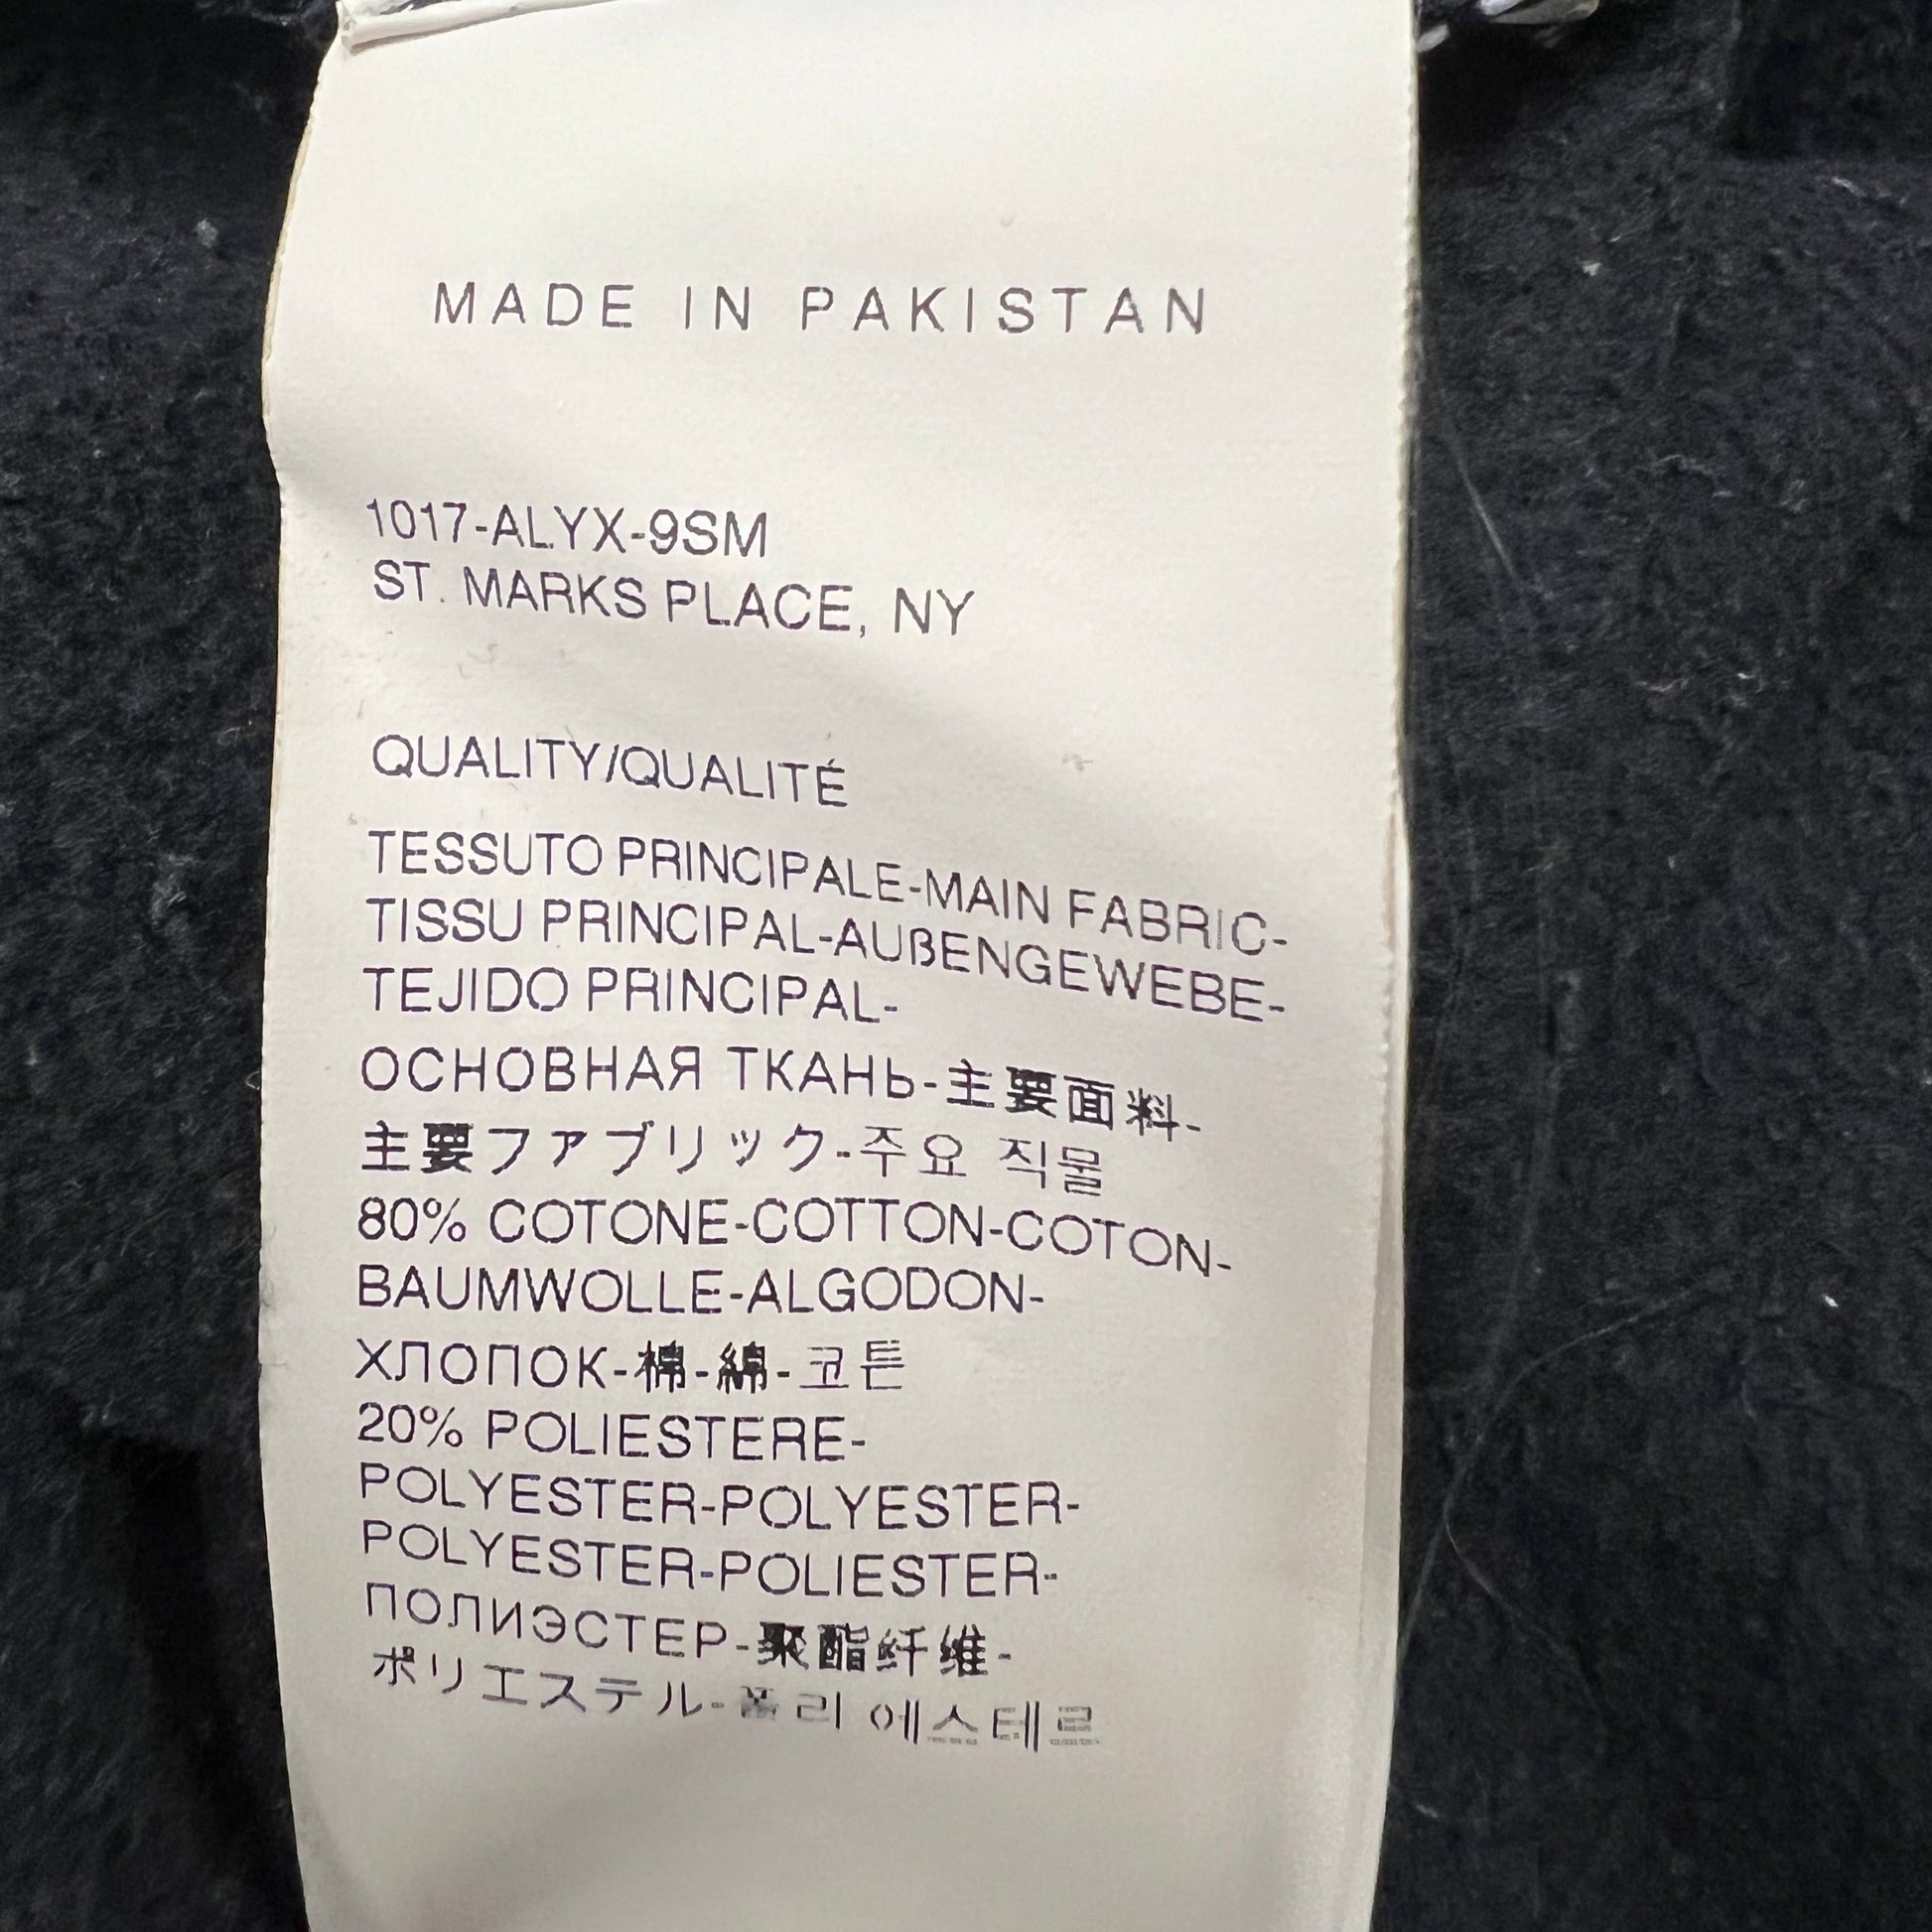 MADE IN PAKISTAN
1017-ALYX-9SM
ST. MARKS PLACE, NY
QUALITY/QUALITÉ
TESSUTO PRINCIPALE-MAIN FABRIC-
TISSU PRINCIPAL-AUßENGEWEBE-
TEJIDO PRINCIPAL-
ОСНОВНАЯ ТКАНЬ-主要面料-
主要ファブリック-주요 직물
80% COTONE-COTTON-COTON-
BAUMWOLLE-ALGODON-
ХЛОПОК-棉-綿-코튼
20% POLIESTERE-
POLYESTER-POLYESTER-
POLYESTER-POLIESTER-
ПОЛИЭСТЕР-聚酯纤维-
ポリエステル-폴리 에스테르